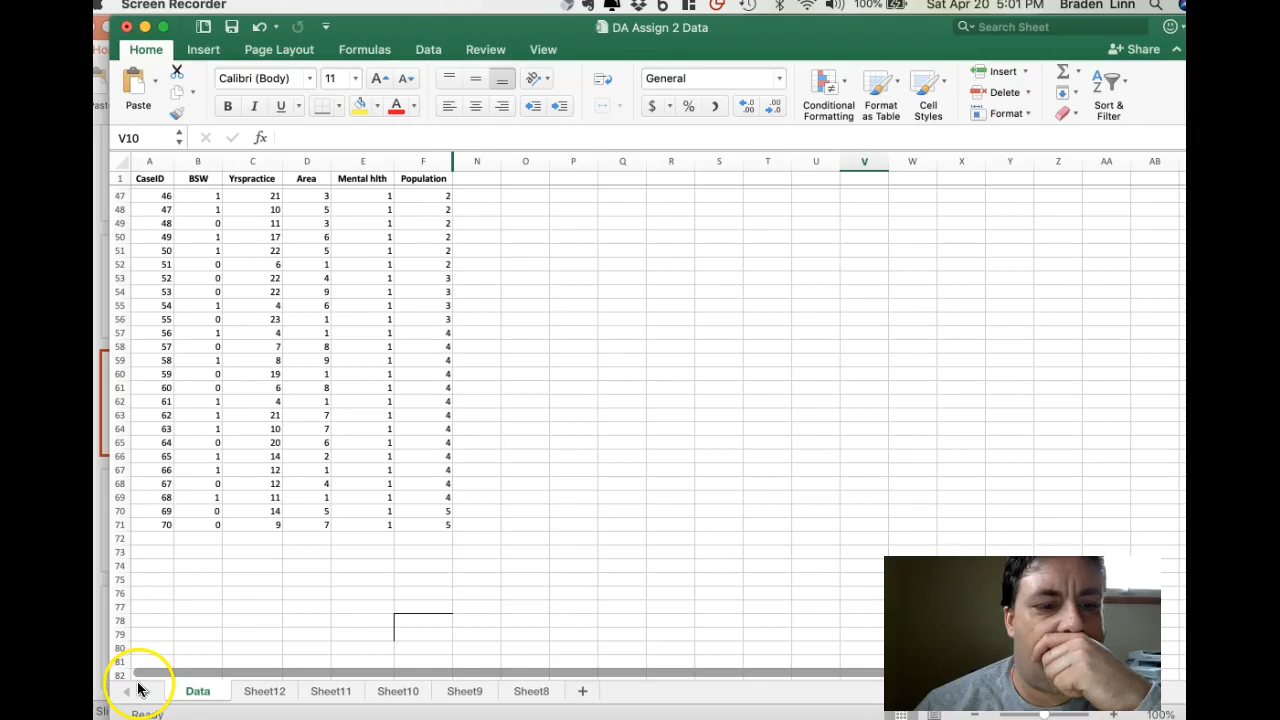 Screen Recorder 100% Sat Apr 20 5:01 PM Braden Linn
DA Assign 2 Data Search Sheet
Home Insert Page Layout Formulas Data Review View Share
Paste Calibri (Body) 11 A A General Insert Σ
B I U A $ % Conditional Formatting Format as Table Cell Styles Delete Format Sort & Filter
V10 fx
A B C D E F N O P Q R S T U V W X Y Z AA AB
1 CaseID BSW Yrspractice Area Mental hlth Population
47 46 1 21 3 1 2
48 47 1 10 5 1 2
49 48 0 11 3 1 2
50 49 1 17 6 1 2
51 50 1 22 5 1 2
52 51 0 6 1 1 2
53 52 0 22 4 1 3
54 53 0 22 9 1 3
55 54 1 4 6 1 3
56 55 0 23 1 1 3
57 56 1 4 1 1 4
58 57 0 7 8 1 4
59 58 1 8 9 1 4
60 59 0 19 1 1 4
61 60 0 6 8 1 4
62 61 1 4 1 1 4
63 62 1 21 7 1 4
64 63 1 10 7 1 4
65 64 0 20 6 1 4
66 65 1 14 2 1 4
67 66 1 12 1 1 4
68 67 0 12 4 1 4
69 68 1 11 1 1 4
70 69 0 14 5 1 5
71 70 0 9 7 1 5
72
73
74
75
76
77
78
79
80
81
82
Data Sheet12 Sheet11 Sheet10 Sheet9 Sheet8 +
Ready 100%